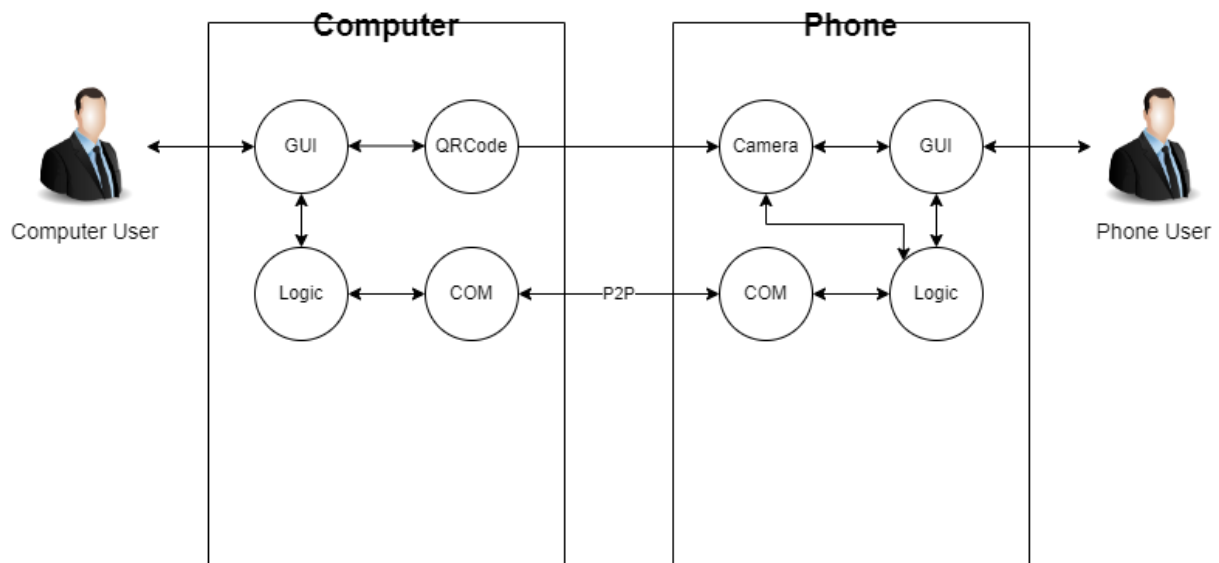 Computer
Phone
GUI
QRCode
Camera
GUI
Computer User
Phone User
Logic
COM
P2P
COM
Logic